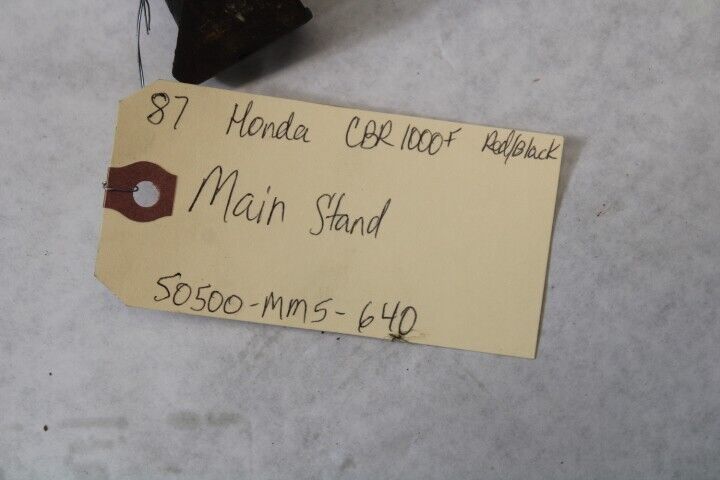 87 Honda CBR1000F Red/Black
Main Stand
50500-MM5-640